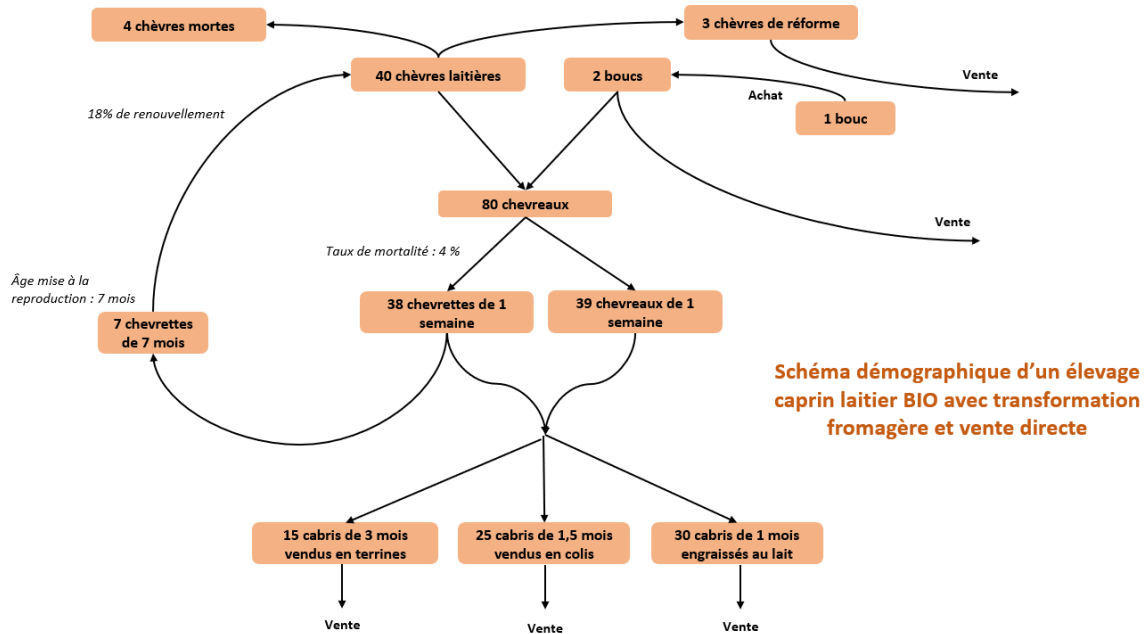 4 chèvres mortes
3 chèvres de réforme
40 chèvres laitières
2 boucs
Vente
Achat
1 bouc
18% de renouvellement
80 chevreaux
Vente
Taux de mortalité : 4 %
Âge mise à la
reproduction : 7 mois
38 chevrettes de 1
semaine
39 chevreaux de 1
semaine
7 chevrettes
de 7 mois
Schéma démographique d'un élevage
caprin laitier BIO avec transformation
fromagère et vente directe
15 cabris de 3 mois
vendus en terrines
25 cabris de 1,5 mois
vendus en colis
30 cabris de 1 mois
engraissés au lait
Vente
Vente
Vente